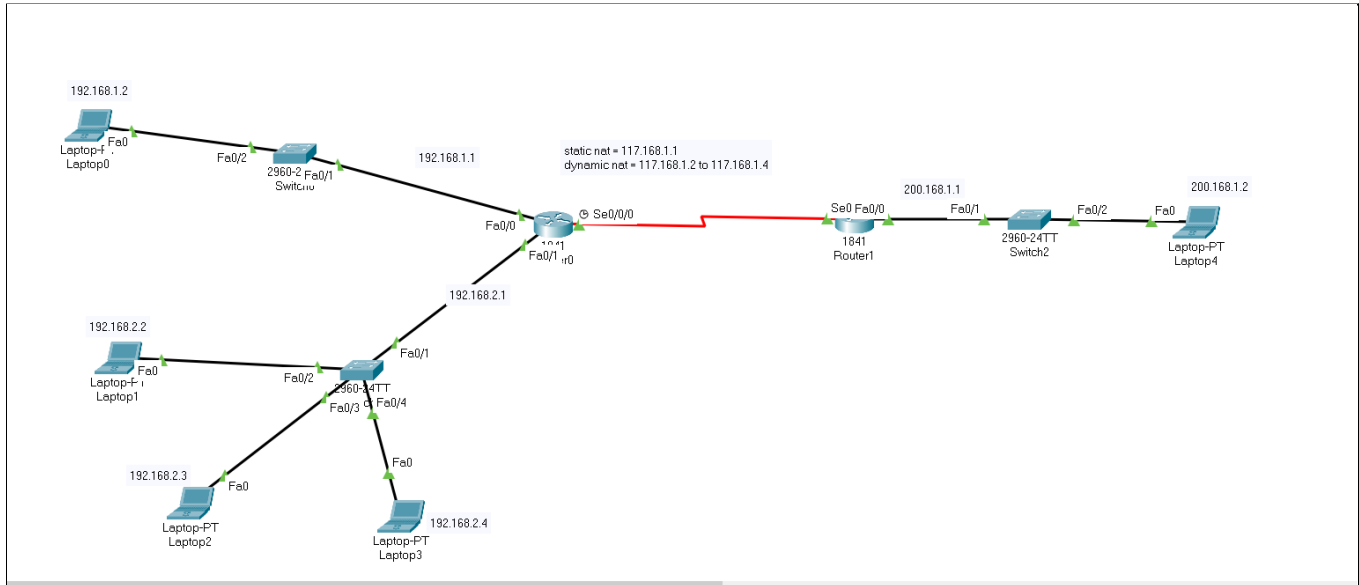 192.168.1.2
Fa0
Laptop0
Fa0/2
Fa0/1
192.168.1.1
static nat = 117.168.1.1
dynamic nat = 117.168.1.2 to 117.168.1.4
Fa0/0
Se0/0/0
Fa0/1
Se0
Fa0/0
1841
Router1
200.168.1.1
Fa0/1
2960-24TT
Switch2
Fa0/2
Fa0
200.168.1.2
Laptop-PT
Laptop4
192.168.2.1
Fa0/1
192.168.2.2
Fa0
Laptop1
Fa0/2
2960-24TT
Fa0/3
Fa0/4
192.168.2.3
Fa0
Laptop-PT
Laptop2
Fa0
192.168.2.4
Laptop-PT
Laptop3